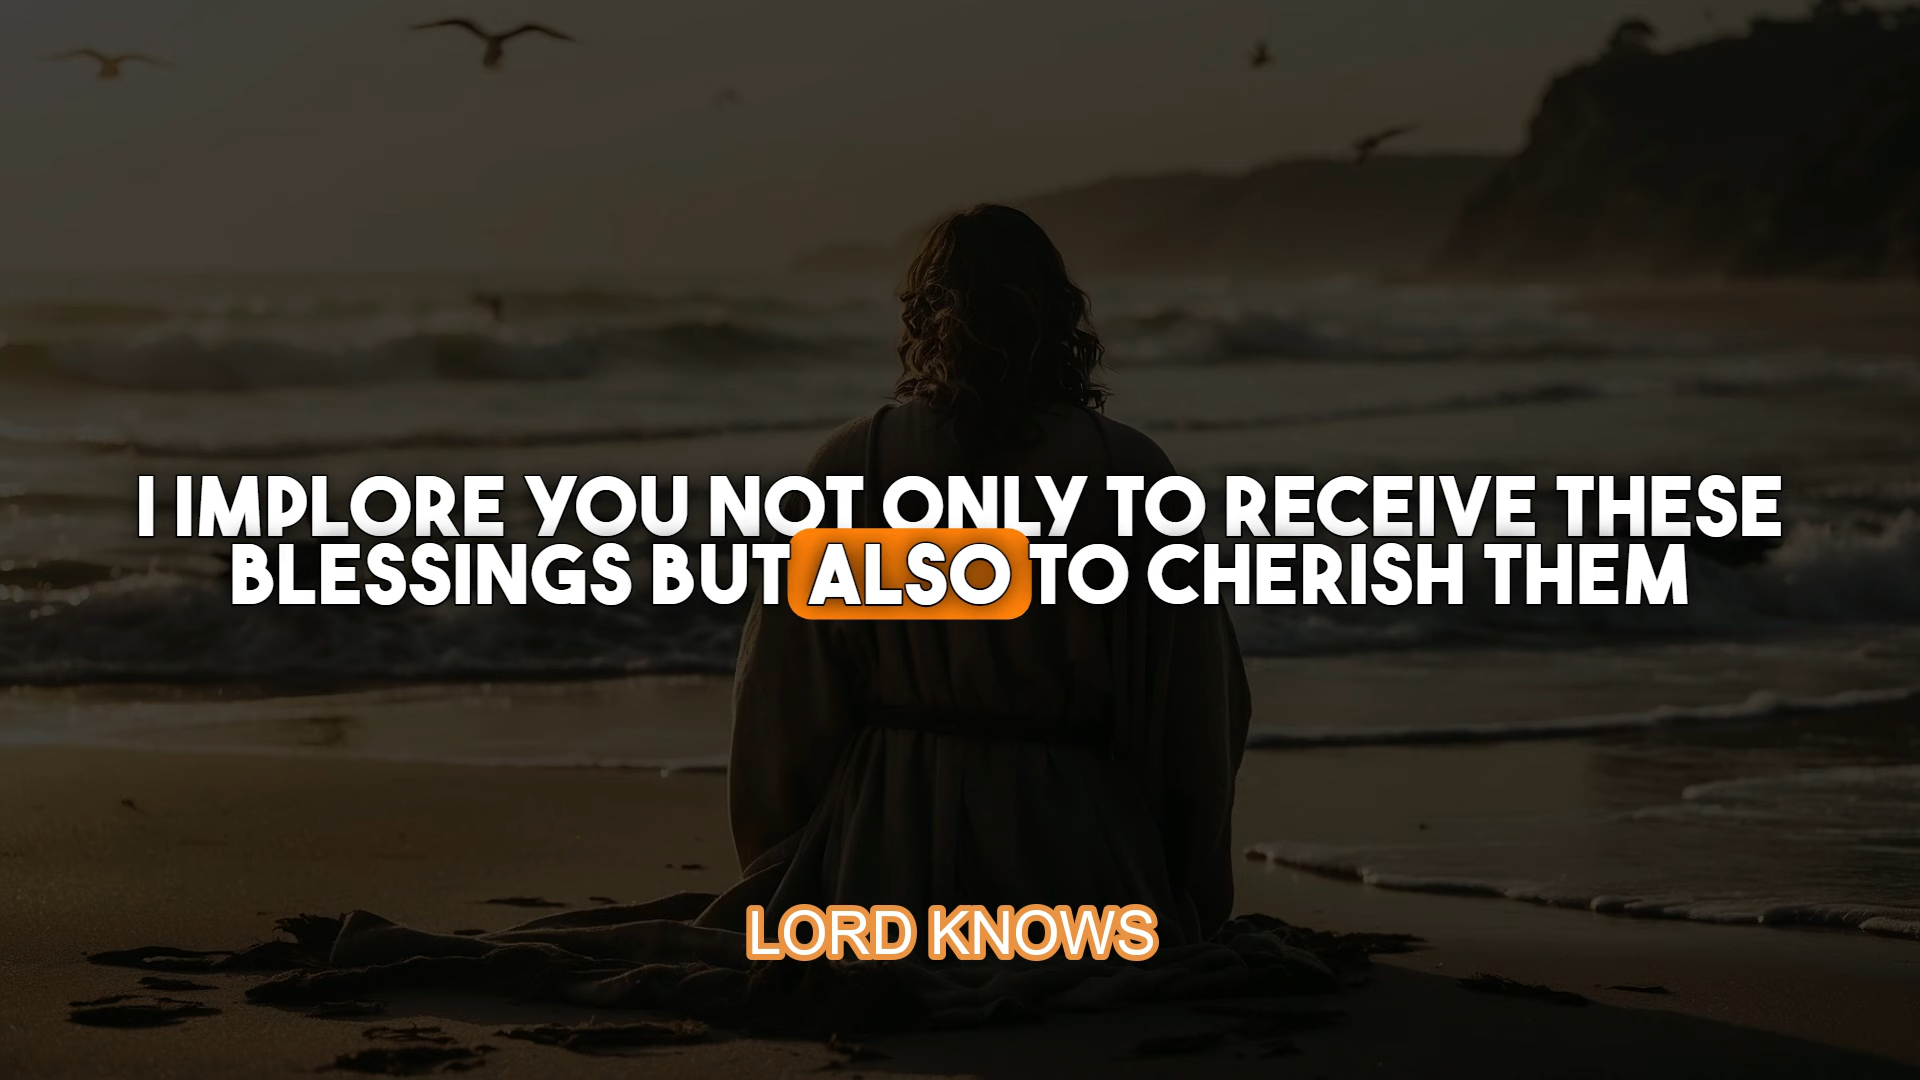 I IMPLORE YOU NOT ONLY TO RECEIVE THESE
BLESSINGS BUT ALSO TO CHERISH THEM
LORD KNOWS